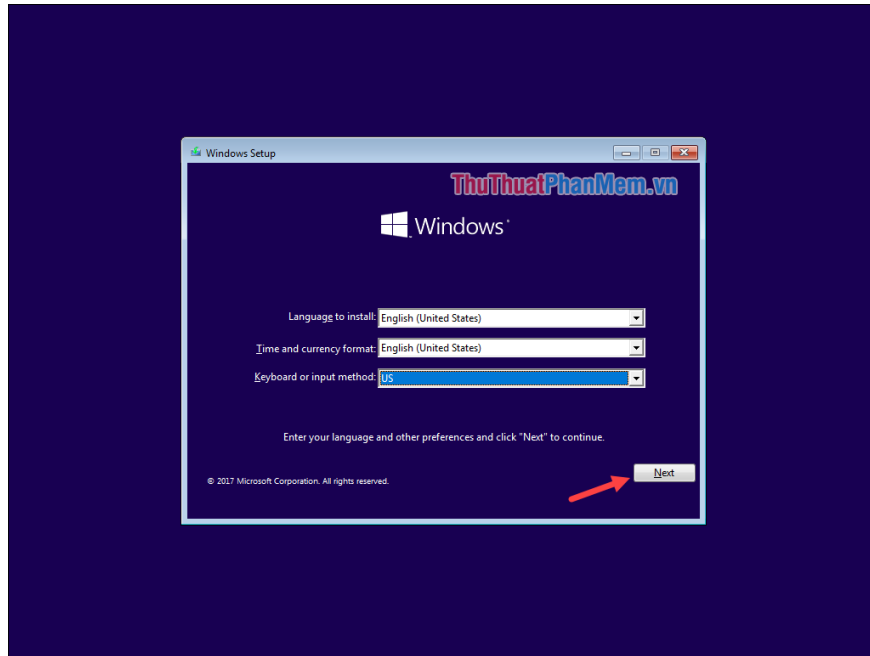 Windows Setup
ThuThuatPhanMem.vn
Windows
Language to install: English (United States)
Time and currency format: English (United States)
Keyboard or input method: US
Enter your language and other preferences and click "Next" to continue.
Next
© 2017 Microsoft Corporation. All rights reserved.